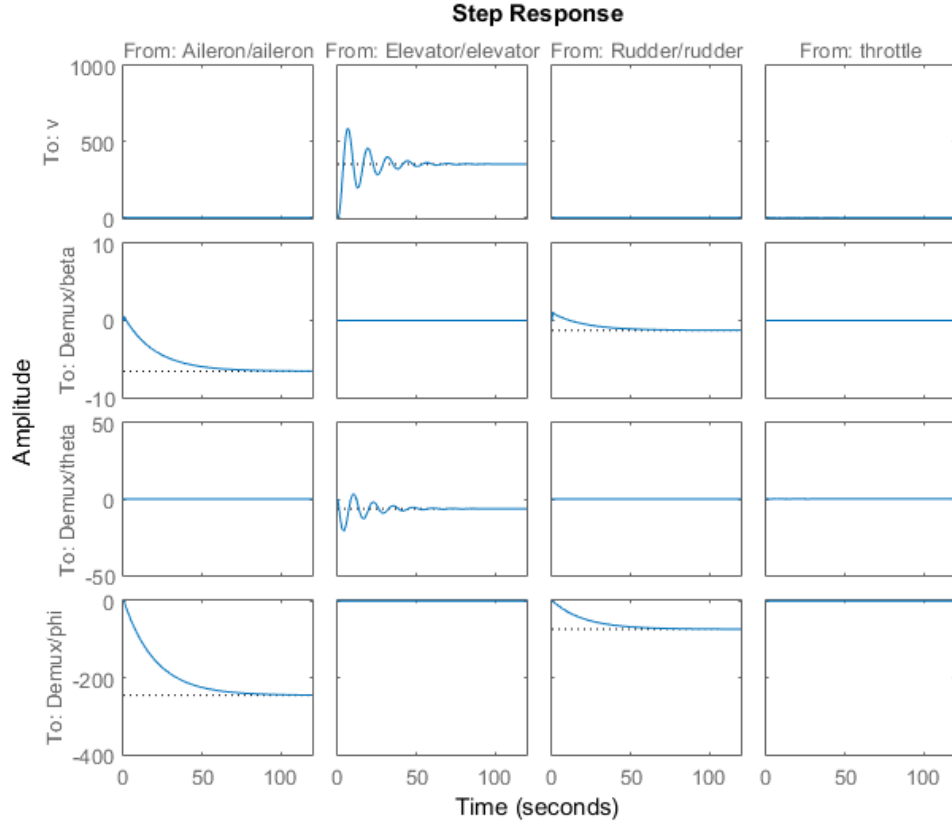 Step Response
From: Aileron/aileron
From: Elevator/elevator
From: Rudder/rudder
From: throttle
Amplitude
To: v
1000
500
0
To: Demux/beta
10
0
-10
To: Demux/theta
50
0
-50
To: Demux/phi
0
-200
-400
0 50 100
0 50 100
0 50 100
0 50 100
Time (seconds)